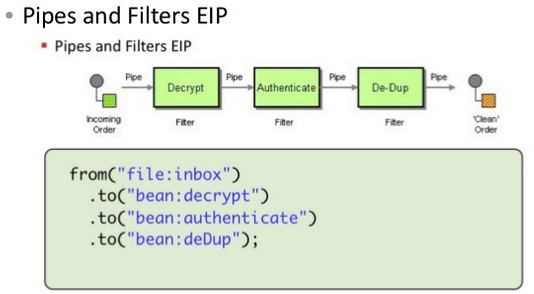 • Pipes and Filters EIP
▪ Pipes and Filters EIP
Pipe Pipe Pipe Pipe
Decrypt Authenticate De-Dup
Incoming Order Filter Filter Filter 'Clean' Order
from("file:inbox")
.to("bean:decrypt")
.to("bean:authenticate")
.to("bean:deDup");